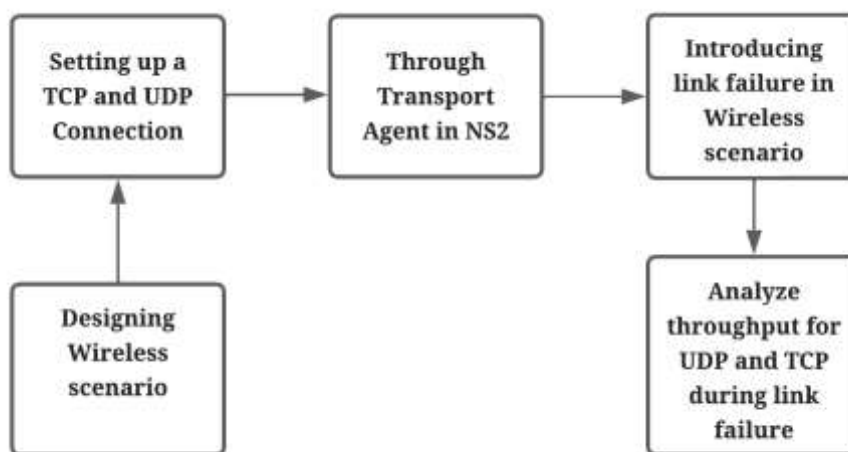 Setting up a
TCP and UDP
Connection
Through
Transport
Agent in NS2
Introducing
link failure in
Wireless
scenario
Designing
Wireless
scenario
Analyze
throughput for
UDP and TCP
during link
failure